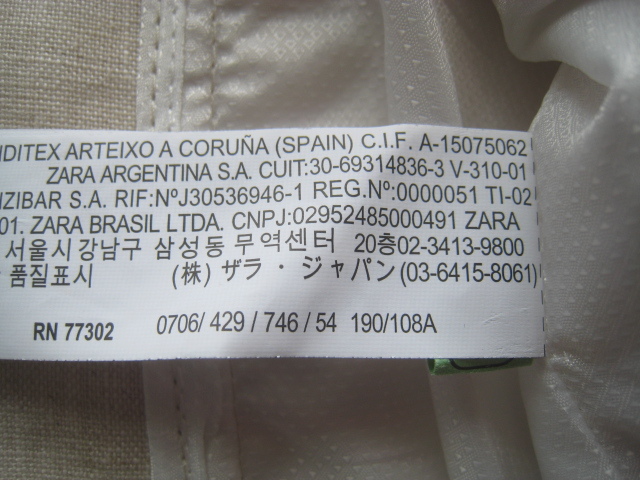 NDITEX ARTEIXO A CORUÑA (SPAIN) C.I.F. A-15075062
ZARA ARGENTINA S.A. CUIT:30-69314836-3 V-310-01
IZIBAR S.A. RIF:NºJ30536946-1 REG.Nº:0000051 TI-02
01. ZARA BRASIL LTDA. CNPJ:02952485000491 ZARA
서울시강남구 삼성동 무역센터 20층02-3413-9800
품질표시 (株) ザラ・ジャパン(03-6415-8061)
RN 77302 0706/ 429 / 746 / 54 190/108A